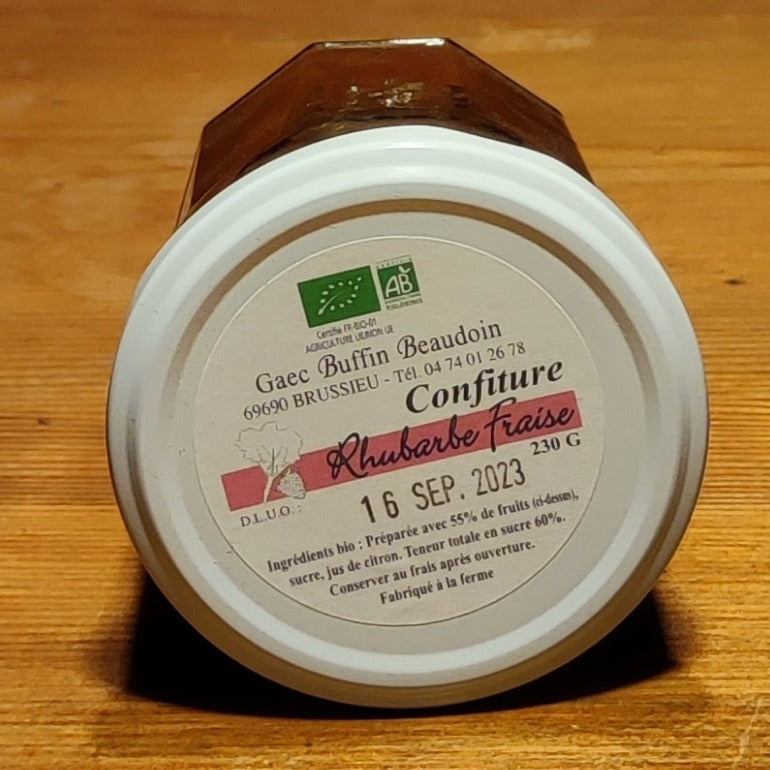 AB
Certifié FR-BIO-01
AGRICULTURE UE/NON UE
Gaec Buffin Beaudoin
69690 BRUSSIEU - Tél. 04 74 01 26 78
Confiture
Rhubarbe Fraise
230 G
D.L.U.O. :
16 SEP. 2023
Ingrédients bio : Préparée avec 55% de fruits (ci-dessus),
sucre, jus de citron. Teneur totale en sucre 60%.
Conserver au frais après ouverture.
Fabriqué à la ferme